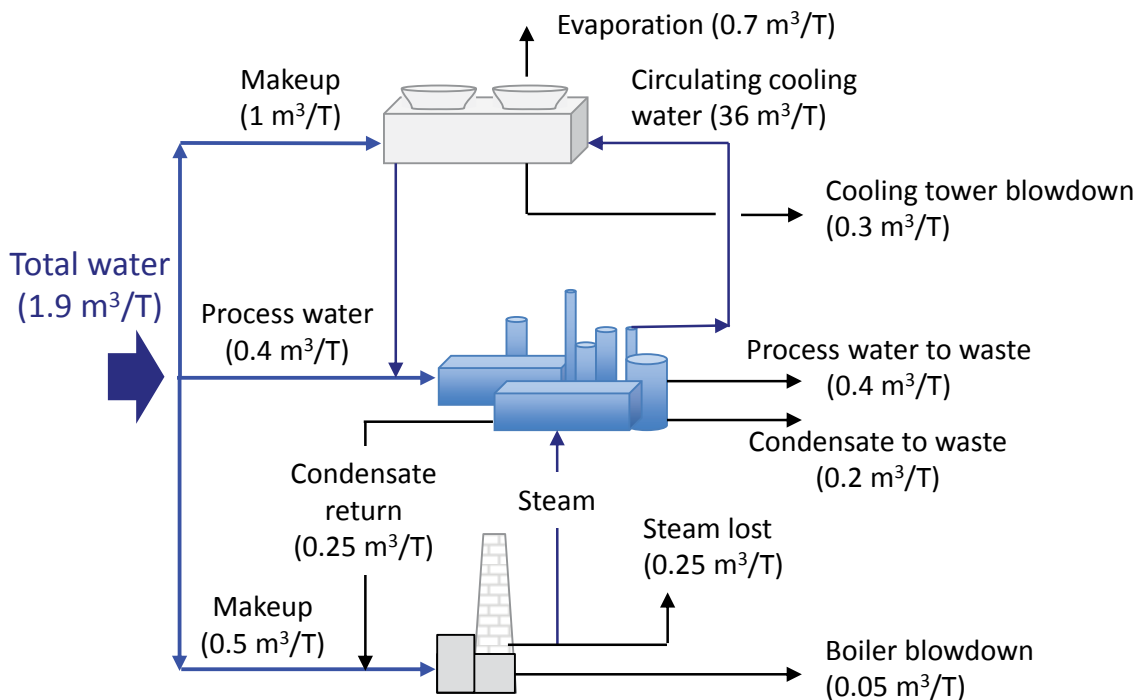 Evaporation (0.7 m³/T)
Makeup
(1 m³/T)
Circulating cooling
water (36 m³/T)
Cooling tower blowdown
(0.3 m³/T)
Total water
(1.9 m³/T)
Process water
(0.4 m³/T)
Process water to waste
(0.4 m³/T)
Condensate to waste
(0.2 m³/T)
Condensate
return
(0.25 m³/T)
Steam
Steam lost
(0.25 m³/T)
Makeup
(0.5 m³/T)
Boiler blowdown
(0.05 m³/T)